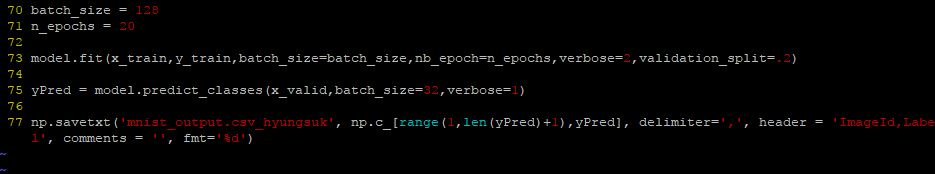 70 batch_size = 128
71 n_epochs = 20
72
73 model.fit(x_train,y_train,batch_size=batch_size,nb_epoch=n_epochs,verbose=2,validation_split=.2)
74
75 yPred = model.predict_classes(x_valid,batch_size=32,verbose=1)
76
77 np.savetxt('mnist_output.csv_hyungsuk', np.c_[range(1,len(yPred)+1),yPred], delimiter=',', header = 'ImageId,Labe
l', comments = '', fmt='%d')
~
~